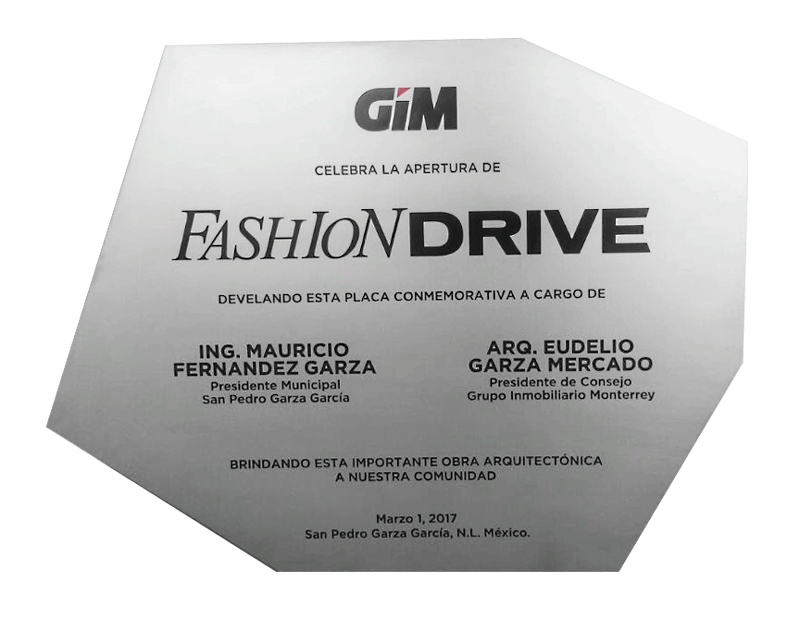 GiM
CELEBRA LA APERTURA DE
FASHIONDRIVE
DEVELANDO ESTA PLACA CONMEMORATIVA A CARGO DE
ING. MAURICIO
FERNANDEZ GARZA
Presidente Municipal
San Pedro Garza García
ARQ. EUDELIO
GARZA MERCADO
Presidente de Consejo
Grupo Inmobiliario Monterrey
BRINDANDO ESTA IMPORTANTE OBRA ARQUITECTÓNICA
A NUESTRA COMUNIDAD
Marzo 1, 2017
San Pedro Garza García, N.L. México.